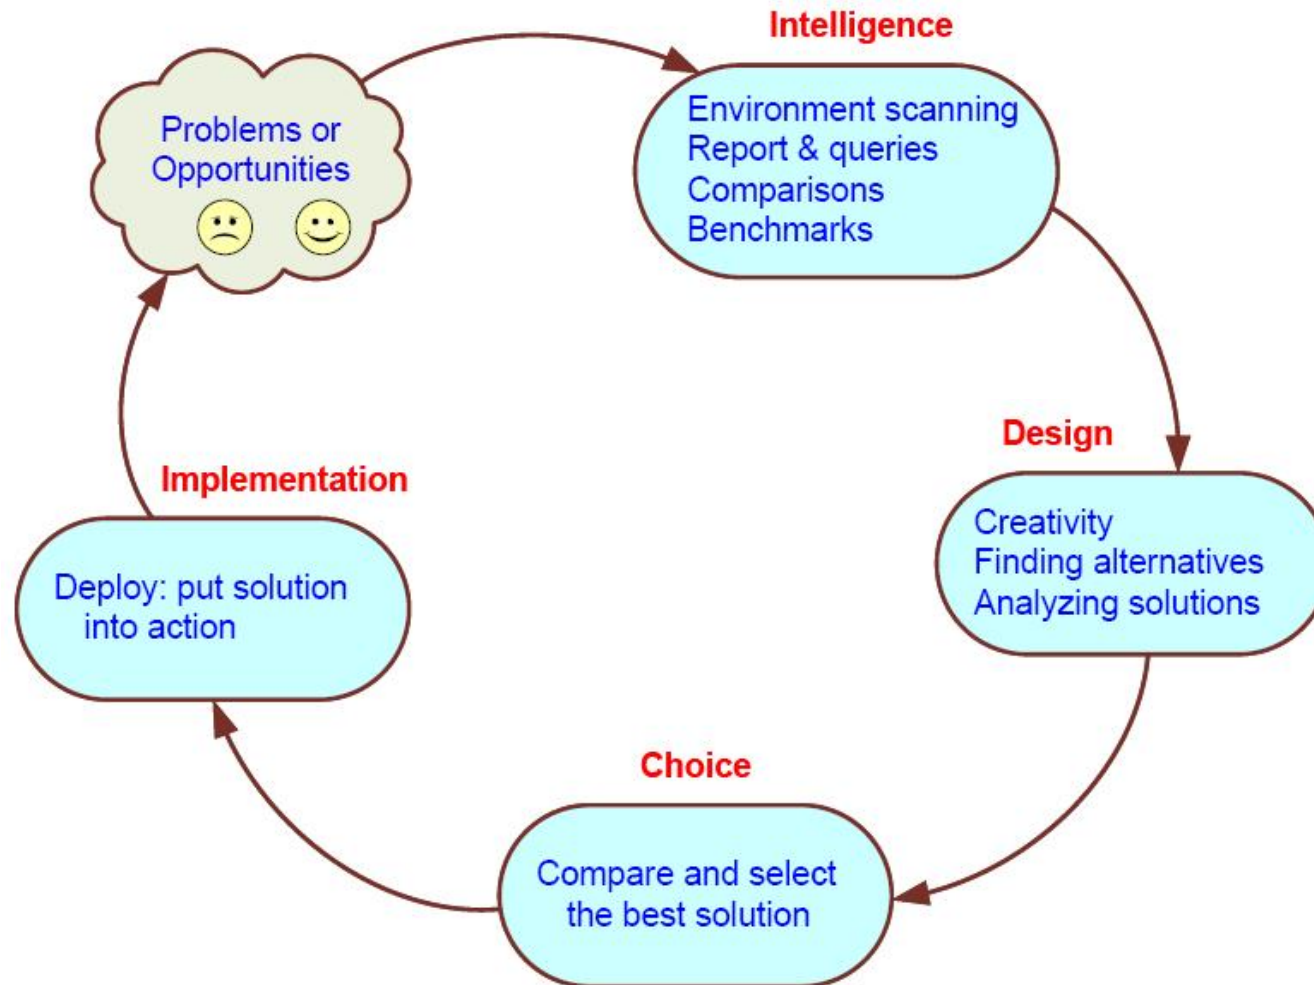 Problems or
Opportunities
Intelligence
Environment scanning
Report & queries
Comparisons
Benchmarks
Design
Creativity
Finding alternatives
Analyzing solutions
Choice
Compare and select
the best solution
Implementation
Deploy: put solution
into action